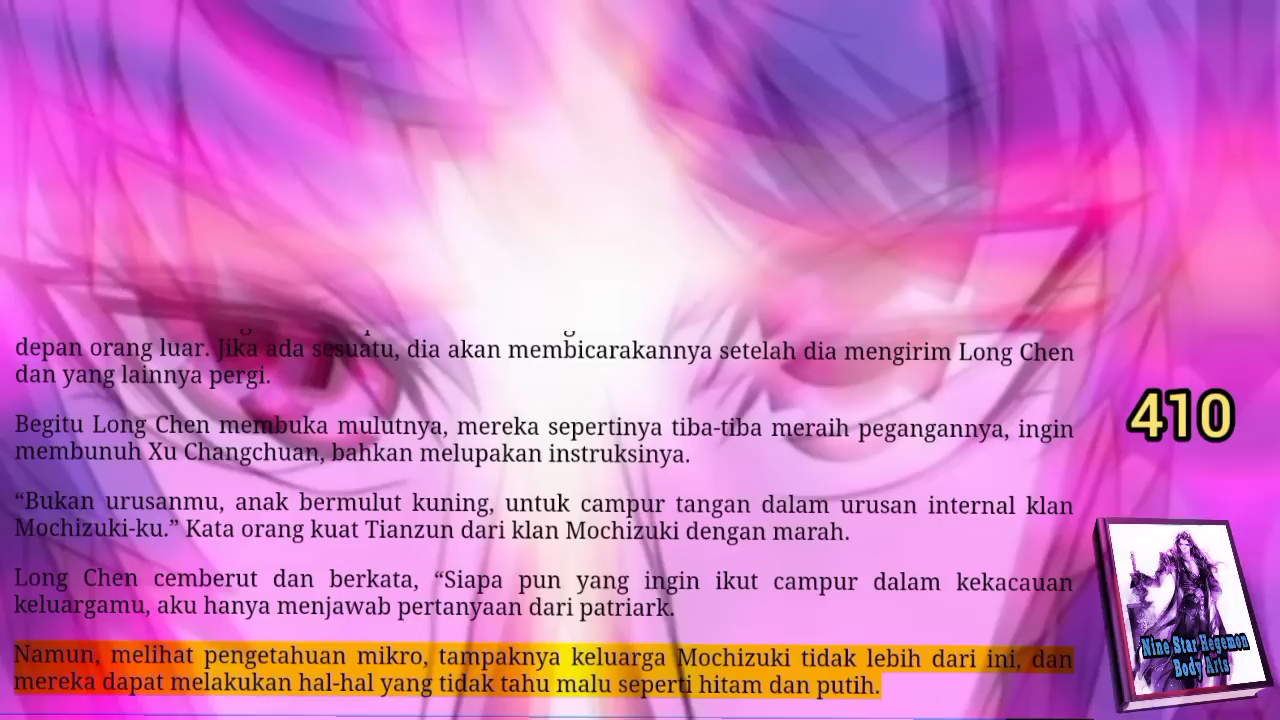 depan orang luar. Jika ada sesuatu, dia akan membicarakannya setelah dia mengirim Long Chen
dan yang lainnya pergi.
Begitu Long Chen membuka mulutnya, mereka sepertinya tiba-tiba meraih pegangannya, ingin
membunuh Xu Changchuan, bahkan melupakan instruksinya.
“Bukan urusanmu, anak bermulut kuning, untuk campur tangan dalam urusan internal klan
Mochizuki-ku.” Kata orang kuat Tianzun dari klan Mochizuki dengan marah.
Long Chen cemberut dan berkata, “Siapa pun yang ingin ikut campur dalam kekacauan
keluargamu, aku hanya menjawab pertanyaan dari patriark.
Namun, melihat pengetahuan mikro, tampaknya keluarga Mochizuki tidak lebih dari ini, dan
mereka dapat melakukan hal-hal yang tidak tahu malu seperti hitam dan putih.
410
Nine Star Hegemon
Body Arts